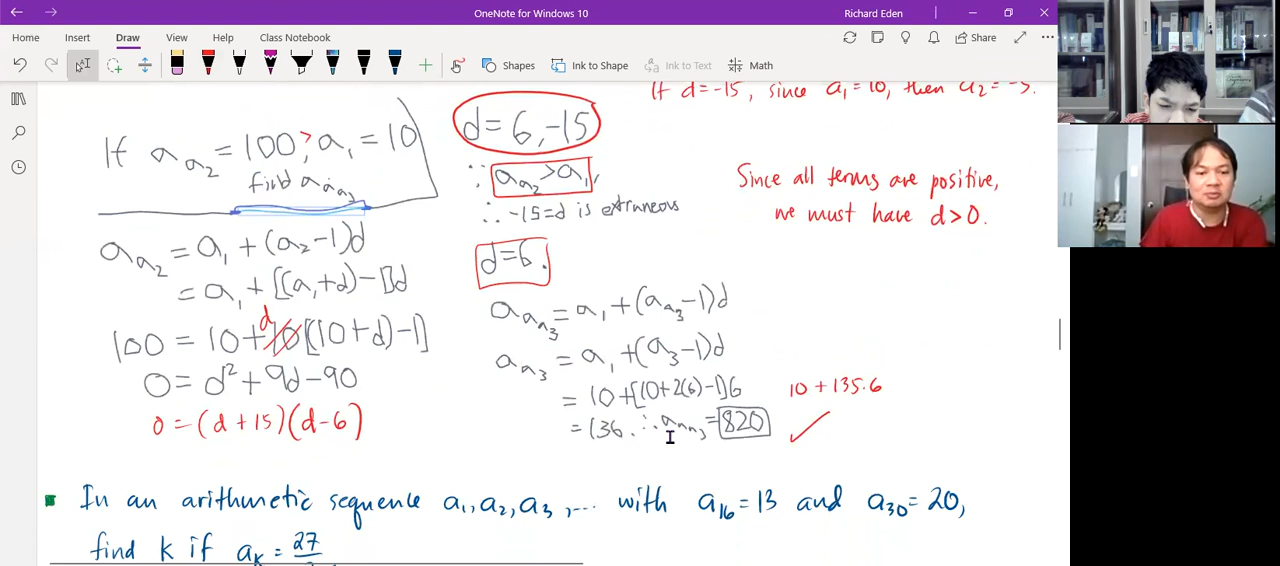 OneNote for Windows 10
Richard Eden
Home Insert Draw View Help Class Notebook
Share
Shapes
Ink to Shape
Ink to Text
Math
If d=-15, since a₁=10, then a₂=-5.
If a_{a₂} = 100, a₁ = 10
>
find a_{a_{a₃}}
a_{a₂} = a₁ + (a₂-1)d
= a₁ + [(a₁+d)-1]d
d
100 = 10 + 10[(10+d)-1]
0 = d² + 9d - 90
0 = (d+15)(d-6)
d = 6, -15
∵ a_{a₂} > a₁,
∴ -15=d is extraneous
d=6.
a_{a_{a₃}} = a₁ + (a_{a₃}-1)d
a_{a₃} = a₁ + (a₃-1)d
= 10 + [10+2(6)-1]6
= 136. ∴ a_{a_{a₃}} = 820
10 + 135·6
Since all terms are positive,
we must have d > 0.
In an arithmetic sequence a₁, a₂, a₃, ... with a₁₆ = 13 and a₃₀ = 20,
find k if a_k = 27